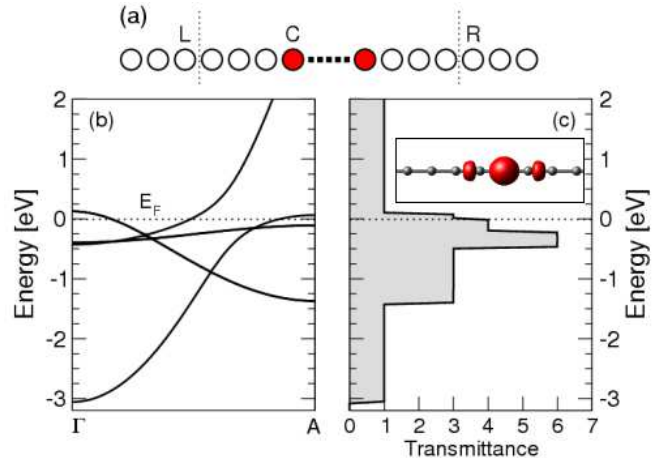 (a)
L C R
2 (b) 2 (c)
1 1
E_F
0 0
-1 -1
-2 -2
-3 -3
Energy [eV]
Energy [eV]
Γ A
0 1 2 3 4 5 6 7
Transmittance